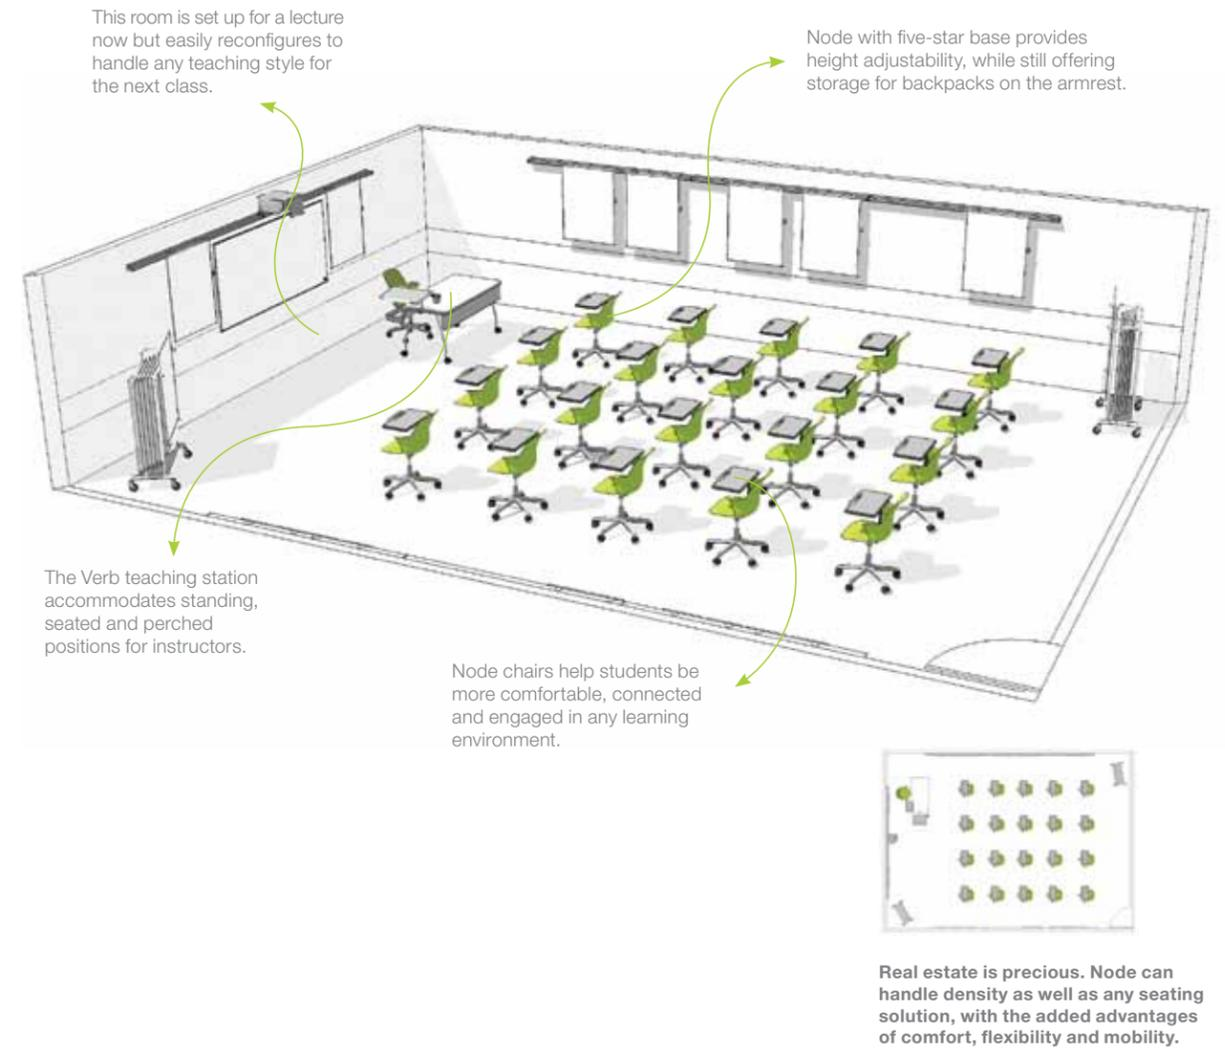 This room is set up for a lecture
now but easily reconfigures to
handle any teaching style for
the next class.
Node with five-star base provides
height adjustability, while still offering
storage for backpacks on the armrest.
The Verb teaching station
accommodates standing,
seated and perched
positions for instructors.
Node chairs help students be
more comfortable, connected
and engaged in any learning
environment.
Real estate is precious. Node can
handle density as well as any seating
solution, with the added advantages
of comfort, flexibility and mobility.